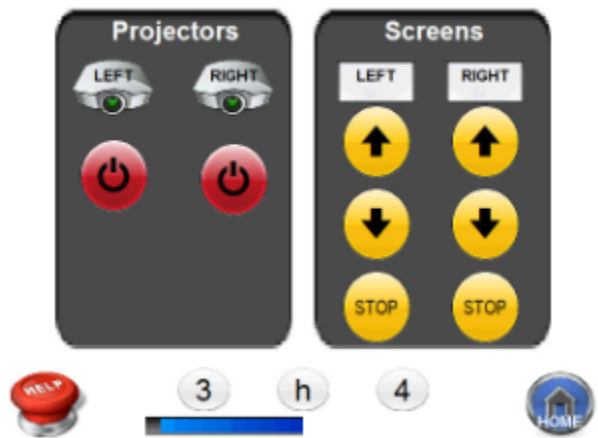 Projectors
Screens
LEFT
RIGHT
LEFT
RIGHT
STOP
STOP
HELP
3
h
4
HOME